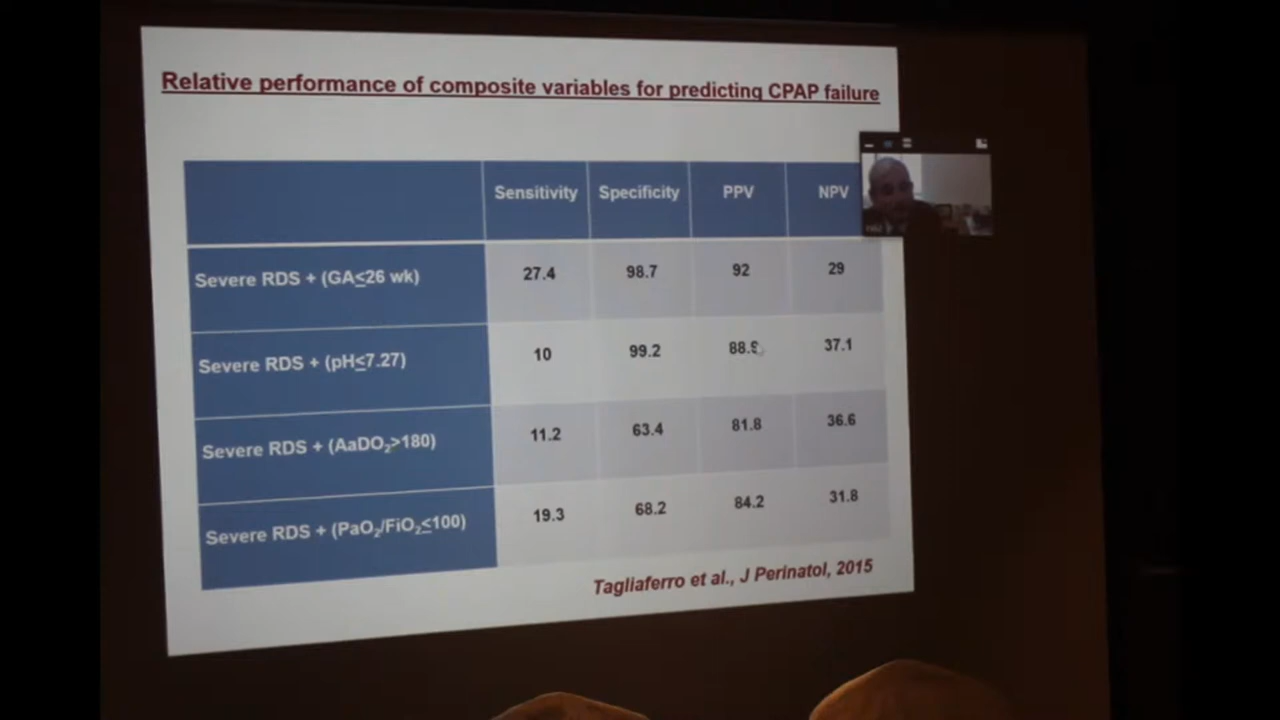 Relative performance of composite variables for predicting CPAP failure
Sensitivity Specificity PPV NPV
Severe RDS + (GA≤26 wk) 27.4 98.7 92 29
Severe RDS + (pH≤7.27) 10 99.2 88.9 37.1
Severe RDS + (AaDO₂>180) 11.2 63.4 81.8 36.6
Severe RDS + (PaO₂/FiO₂≤100) 19.3 68.2 84.2 31.8
Tagliaferro et al., J Perinatol, 2015